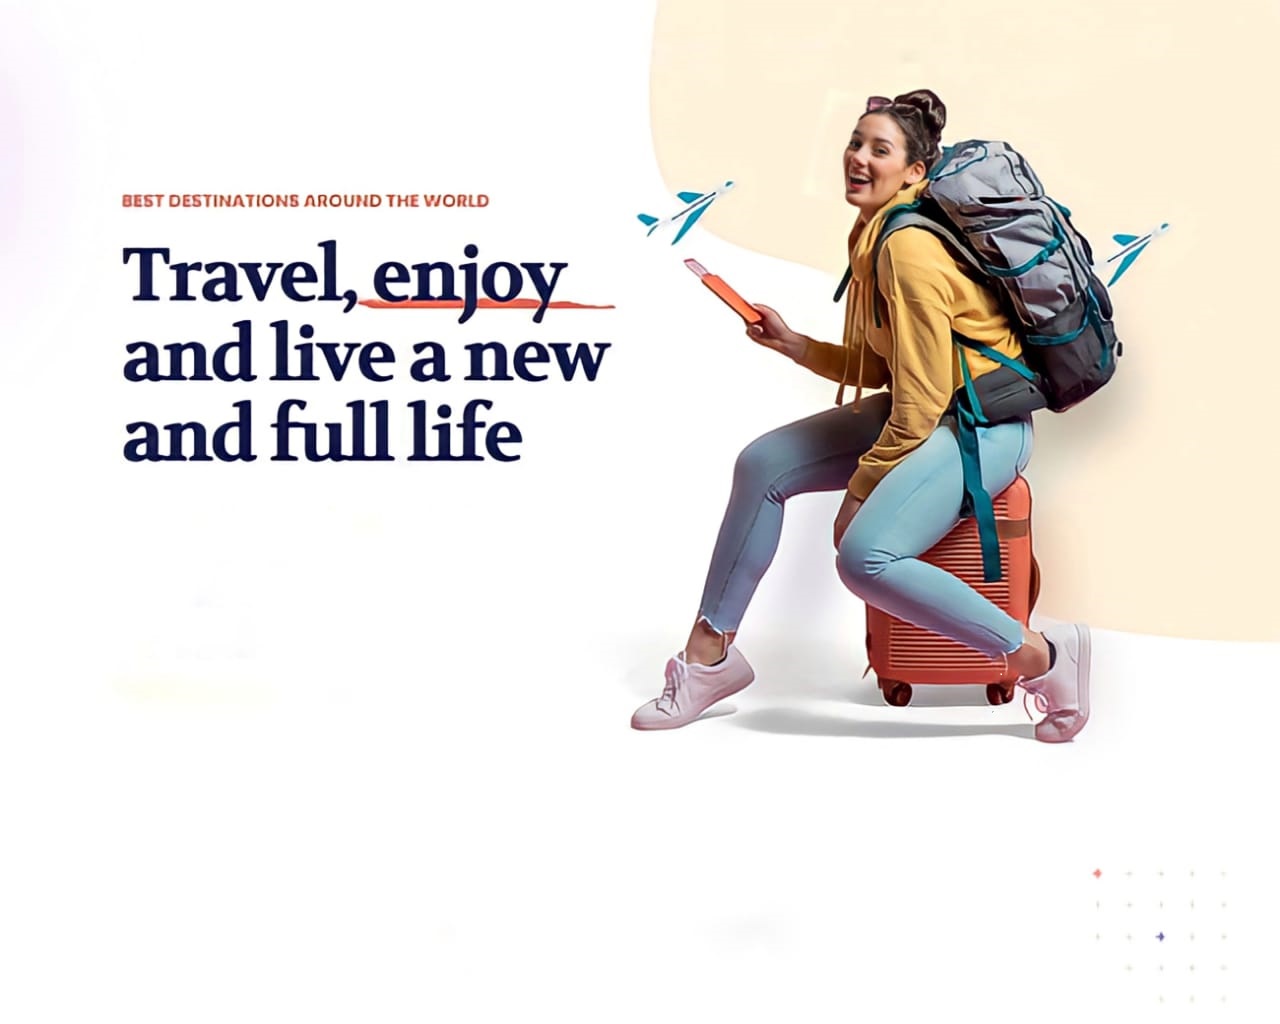 BEST DESTINATIONS AROUND THE WORLD
Travel, enjoy
and live a new
and full life